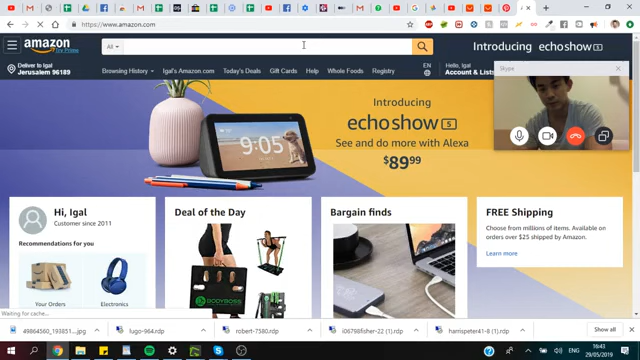 https://www.amazon.com
amazon
Try Prime
All
Introducing echo show 5
Deliver to Igal
Jerusalem 96189
Browsing History
Igal's Amazon.com
Today's Deals
Gift Cards
Help
Whole Foods
Registry
EN
Hello, Igal
Account & Lists
Skype
Introducing
echo show 5
See and do more with Alexa
$89.99
9:05
Hi, Igal
Customer since 2011
Recommendations for you
Your Orders
Electronics
Deal of the Day
BODYBOSS
Bargain finds
FREE Shipping
Choose from millions of items. Available on
orders over $25 shipped by Amazon.
Learn more
Waiting for cache...
49864560_193851....jpg
lugo-964.rdp
robert-7580.rdp
i06798fisher-22 (1).rdp
harrispeter41-8 (1).rdp
Show all
ENG
16:43
29/05/2019